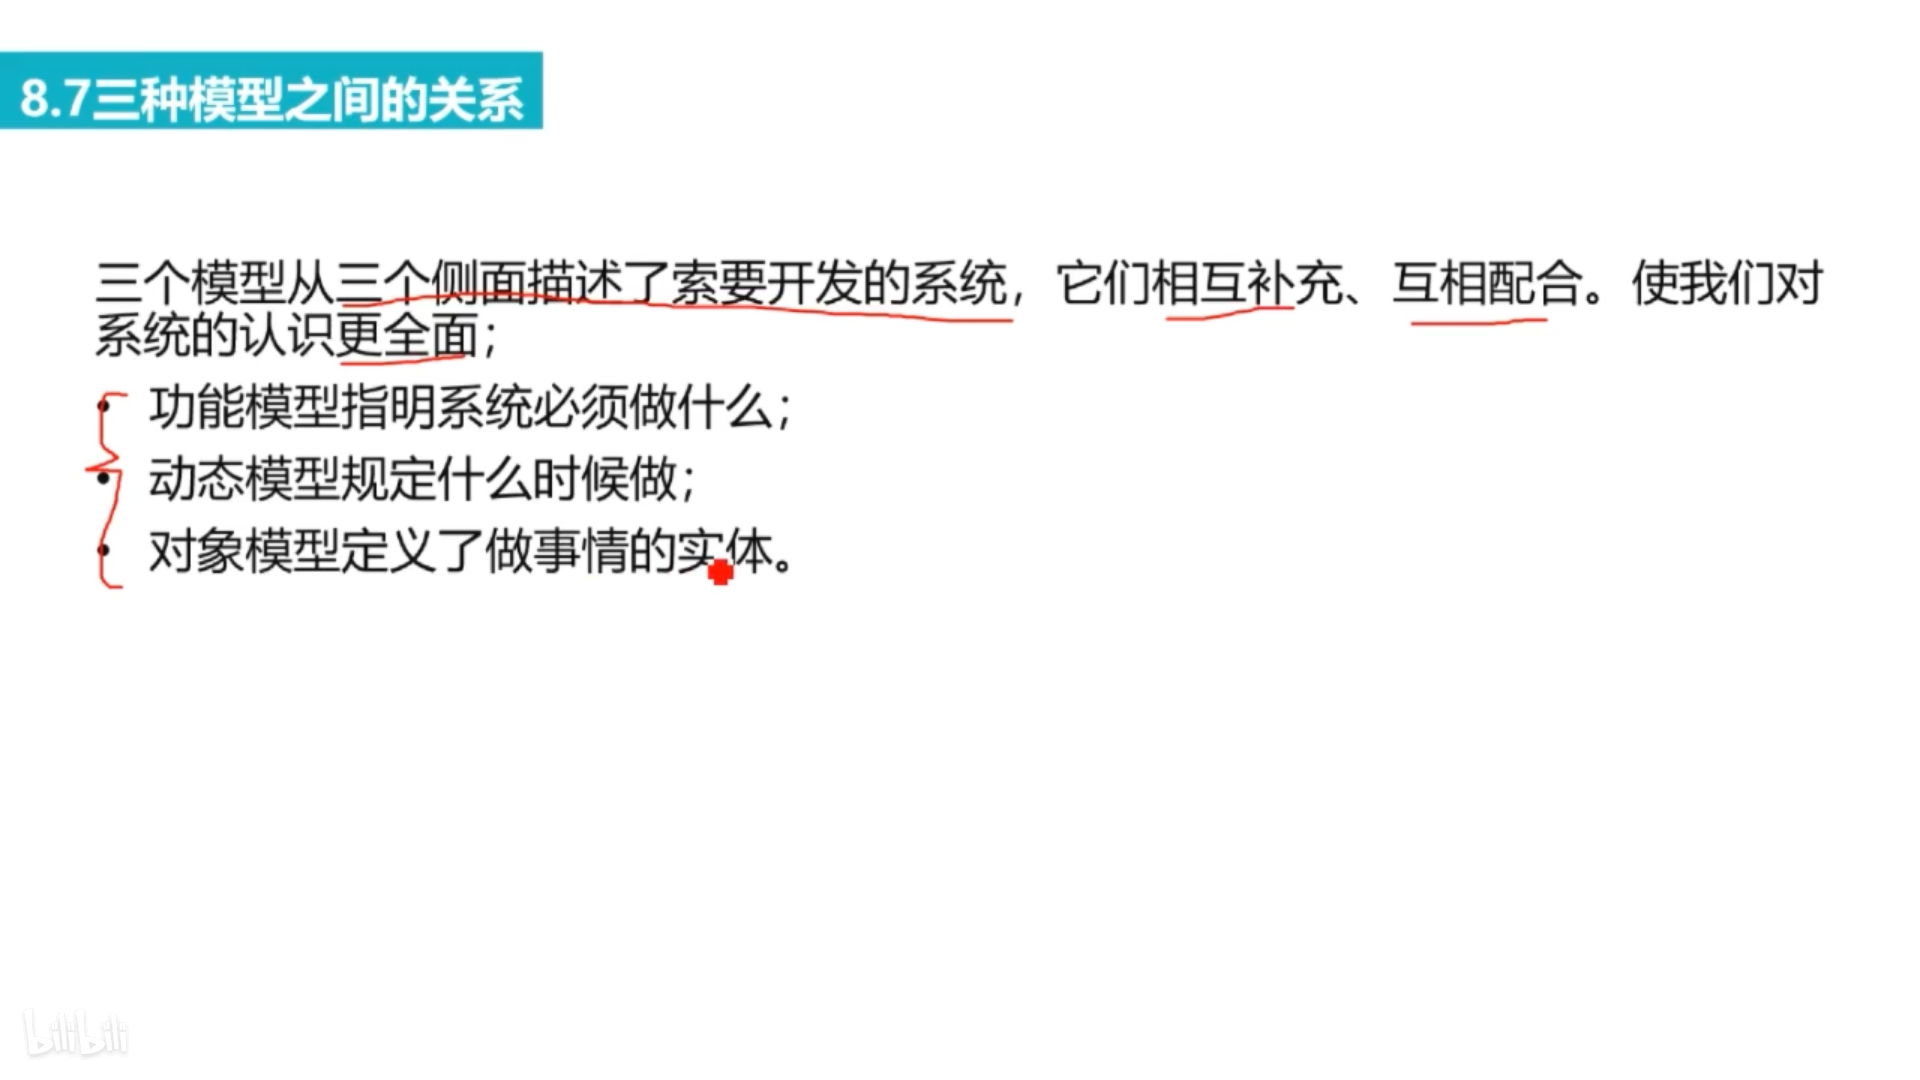 8.7三种模型之间的关系
三个模型从三个侧面描述了索要开发的系统，它们相互补充、互相配合。使我们对
系统的认识更全面；
• 功能模型指明系统必须做什么；
• 动态模型规定什么时候做；
• 对象模型定义了做事情的实体。
bilibili